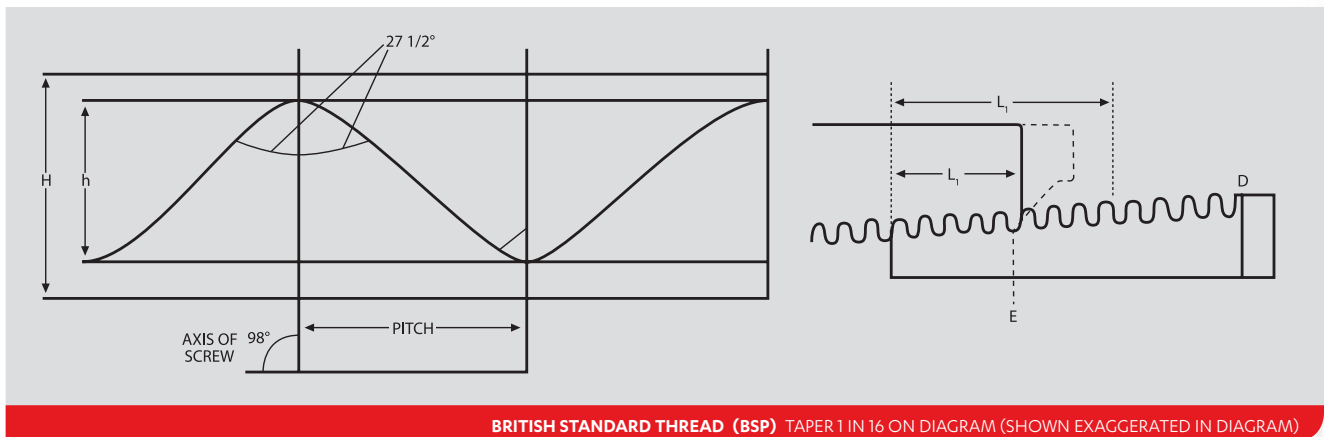 27 1/2°
L₁
H
h
L₁
D
PITCH
E
AXIS OF 98°
SCREW
BRITISH STANDARD THREAD (BSP) TAPER 1 IN 16 ON DIAGRAM (SHOWN EXAGGERATED IN DIAGRAM)